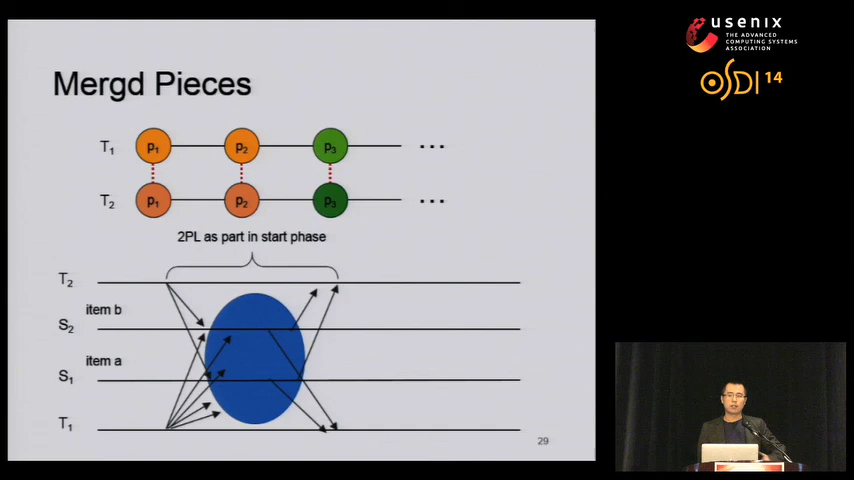 usenix
THE ADVANCED
COMPUTING SYSTEMS
ASSOCIATION
OSDI 14
Mergd Pieces
T1 p1 p2 p3 ...
T2 p1 p2 p3 ...
2PL as part in start phase
T2
item b
S2
item a
S1
T1
29